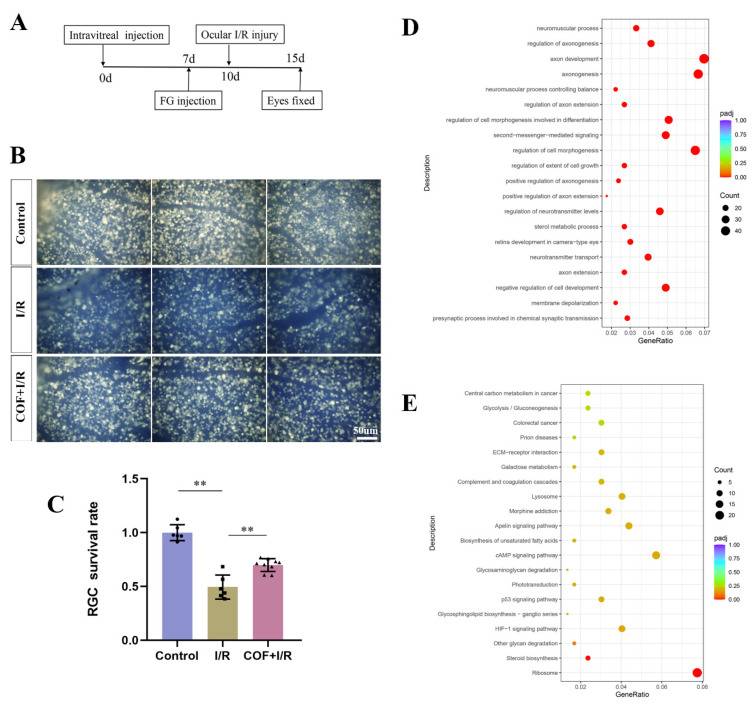 A
Intravitreal injection
Ocular I/R injury
7d
15d
0d
10d
FG injection
Eyes fixed
B
Control
I/R
COF+I/R
50um
C
RGC survival rate
1.5
1.0
0.5
0.0
**
**
Control
I/R
COF+I/R
D
Description
neuromuscular process
regulation of axonogenesis
axon development
axonogenesis
neuromuscular process controlling balance
regulation of axon extension
regulation of cell morphogenesis involved in differentiation
second-messenger-mediated signaling
regulation of cell morphogenesis
regulation of extent of cell growth
positive regulation of axonogenesis
positive regulation of axon extension
regulation of neurotransmitter levels
sterol metabolic process
retina development in camera-type eye
neurotransmitter transport
axon extension
negative regulation of cell development
membrane depolarization
presynaptic process involved in chemical synaptic transmission
0.02 0.03 0.04 0.05 0.06 0.07
GeneRatio
padj
1.00
0.75
0.50
0.25
0.00
Count
20
30
40
E
Description
Central carbon metabolism in cancer
Glycolysis / Gluconeogenesis
Colorectal cancer
Prion diseases
ECM-receptor interaction
Galactose metabolism
Complement and coagulation cascades
Lysosome
Morphine addiction
Apelin signaling pathway
Biosynthesis of unsaturated fatty acids
cAMP signaling pathway
Glycosaminoglycan degradation
Phototransduction
p53 signaling pathway
Glycosphingolipid biosynthesis - ganglio series
HIF-1 signaling pathway
Other glycan degradation
Steroid biosynthesis
Ribosome
0.02 0.04 0.06 0.08
GeneRatio
Count
5
10
15
20
padj
1.00
0.75
0.50
0.25
0.00